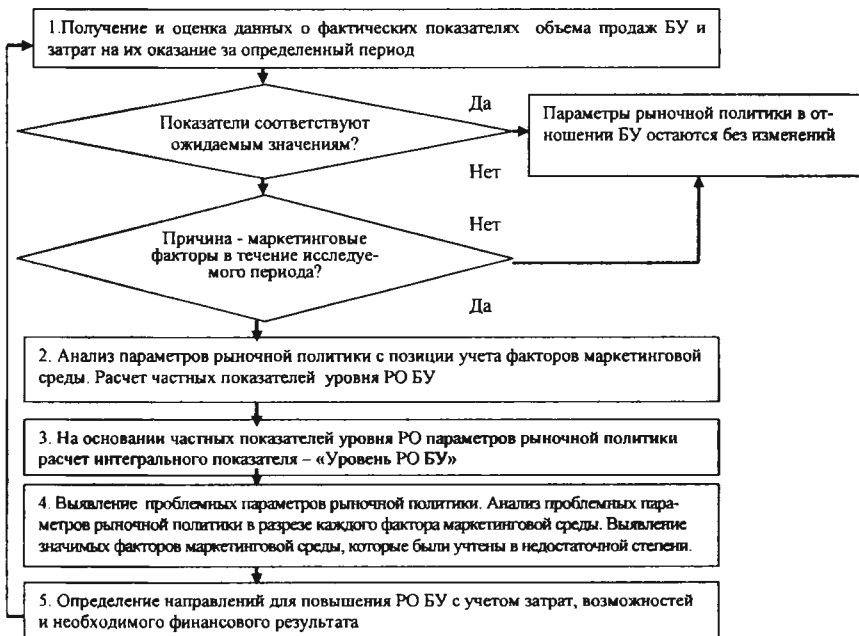 1.Получение и оценка данных о фактических показателях объема продаж БУ и
затрат на их оказание за определенный период
Да
Показатели соответствуют
ожидаемым значениям?
Параметры рыночной политики в от-
ношении БУ остаются без изменений
Нет
Нет
Причина - маркетинговые
факторы в течение исследуе-
мого периода?
Да
2. Анализ параметров рыночной политики с позиции учета факторов маркетинговой
среды. Расчет частных показателей уровня РО БУ
3. На основании частных показателей уровня РО параметров рыночной политики
расчет интегрального показателя – «Уровень РО БУ»
4. Выявление проблемных параметров рыночной политики. Анализ проблемных пара-
метров рыночной политики в разрезе каждого фактора маркетинговой среды. Выявление
значимых факторов маркетинговой среды, которые были учтены в недостаточной степени.
5. Определение направлений для повышения РО БУ с учетом затрат, возможностей
и необходимого финансового результата